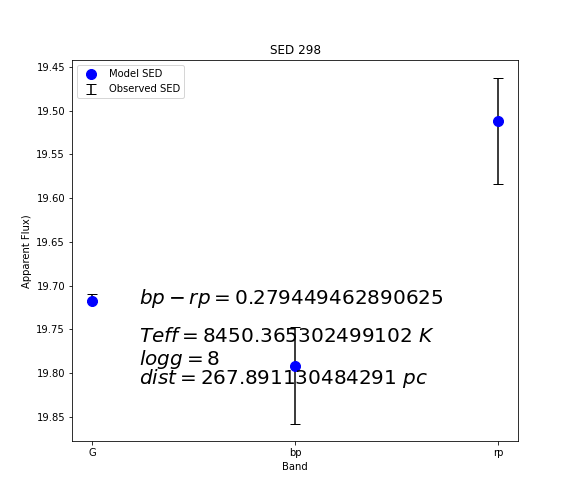 SED 298
19.45
19.50
19.55
19.60
19.65
19.70
19.75
19.80
19.85
Apparent Flux)
Model SED
Observed SED
bp − rp = 0.279449462890625
Teff = 8450.365302499102 K
logg = 8
dist = 267.891130484291 pc
G bp rp
Band